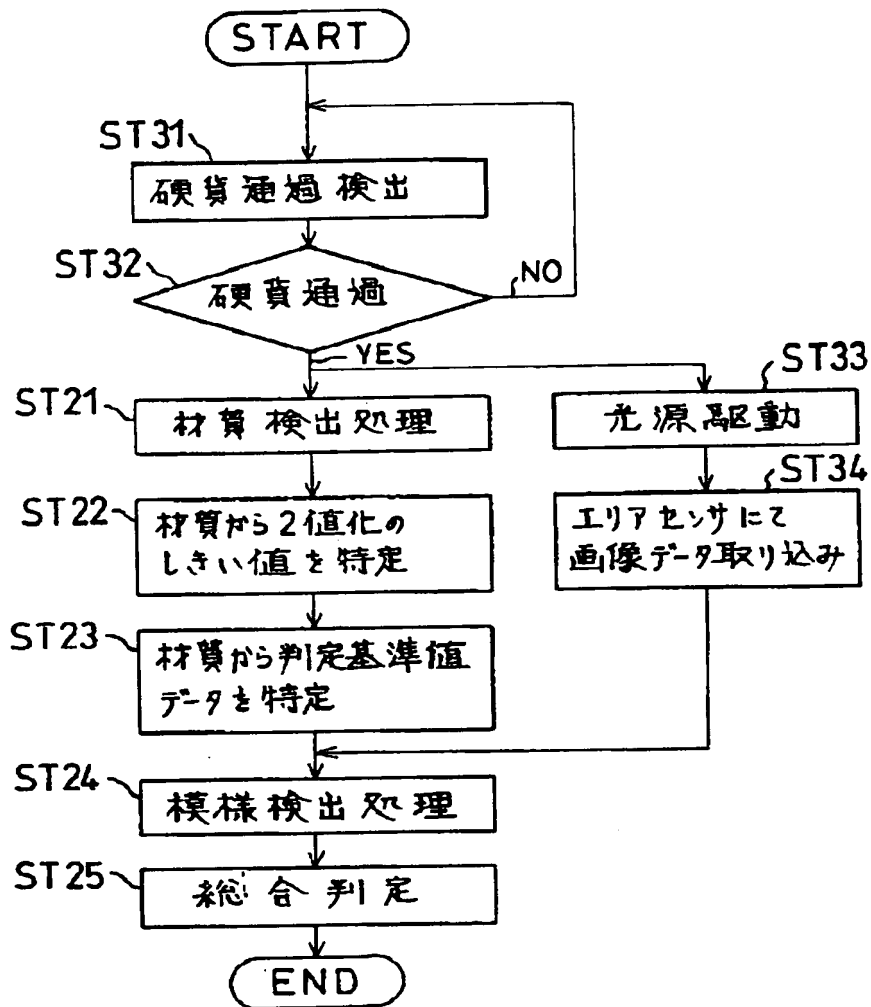 START
ST31
硬貨通過検出
ST32
硬貨通過
NO
YES
ST21
材質検出処理
ST33
光源駆動
ST22
材質から2値化の
しきい値を特定
ST34
エリアセンサにて
画像データ取り込み
ST23
材質から判定基準値
データを特定
ST24
模様検出処理
ST25
総合判定
END